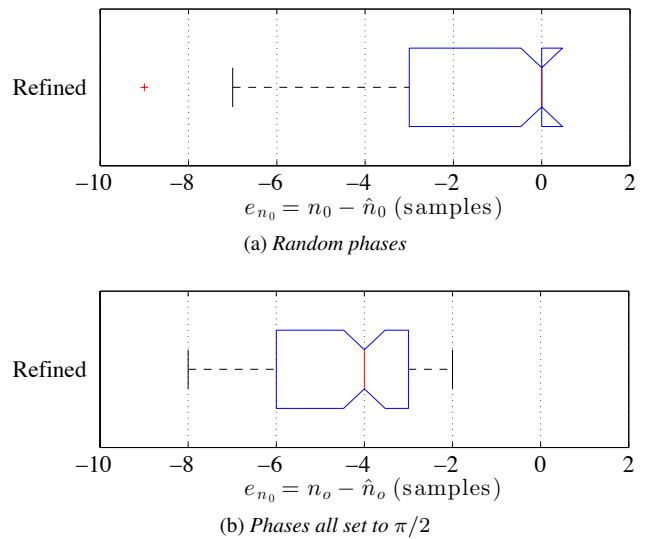 Refined
−10 −8 −6 −4 −2 0 2
e_{n_0} = n_0 − n̂_0 (samples)
(a) Random phases
Refined
−10 −8 −6 −4 −2 0 2
e_{n_0} = n_o − n̂_o (samples)
(b) Phases all set to π/2